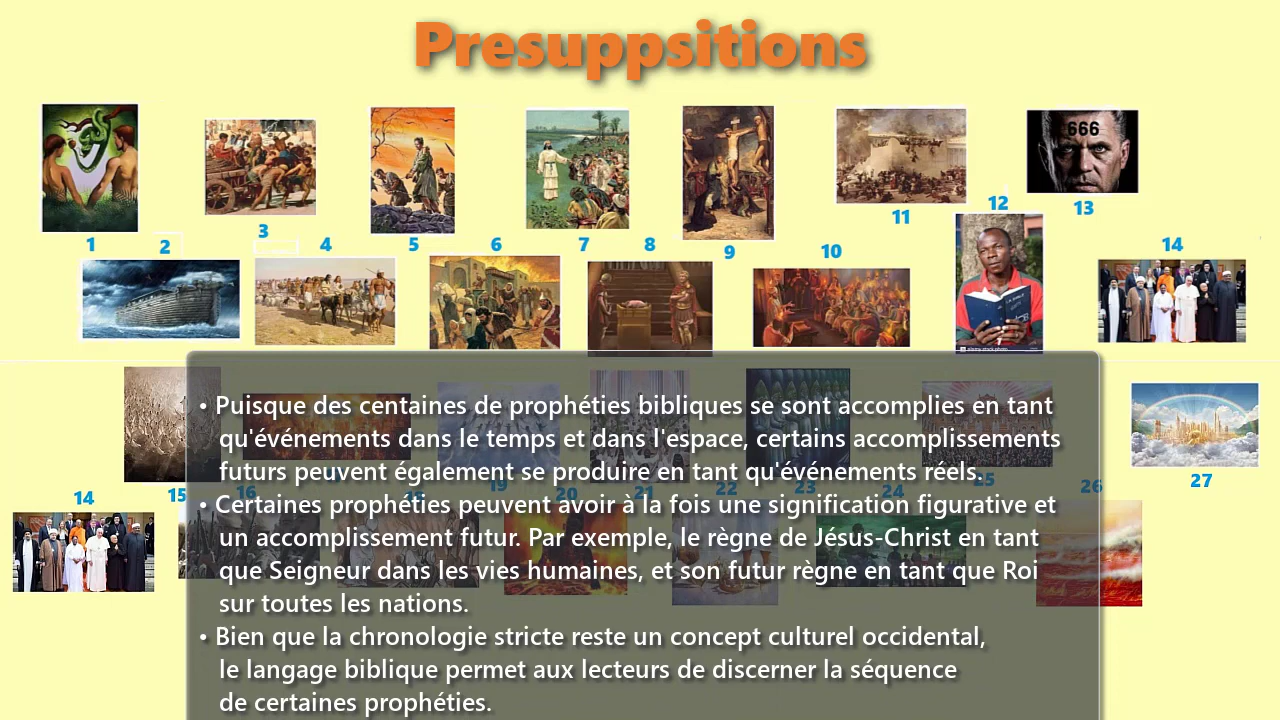 Presuppsitions
666
1
2
3
4
5
6
7
8
9
10
11
12
13
14
• Puisque des centaines de prophéties bibliques se sont accomplies en tant
qu'événements dans le temps et dans l'espace, certains accomplissements
futurs peuvent également se produire en tant qu'événements réels.
14
15
16
18
19
20
21
22
23
24
25
26
27
• Certaines prophéties peuvent avoir à la fois une signification figurative et
un accomplissement futur. Par exemple, le règne de Jésus-Christ en tant
que Seigneur dans les vies humaines, et son futur règne en tant que Roi
sur toutes les nations.
• Bien que la chronologie stricte reste un concept culturel occidental,
le langage biblique permet aux lecteurs de discerner la séquence
de certaines prophéties.